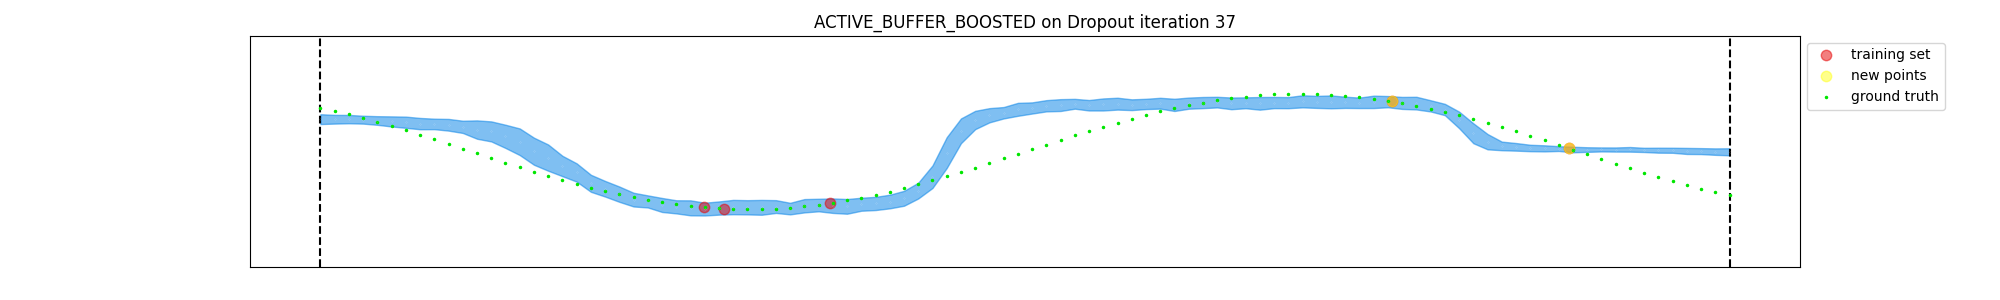 ACTIVE_BUFFER_BOOSTED on Dropout iteration 37
training set
new points
ground truth